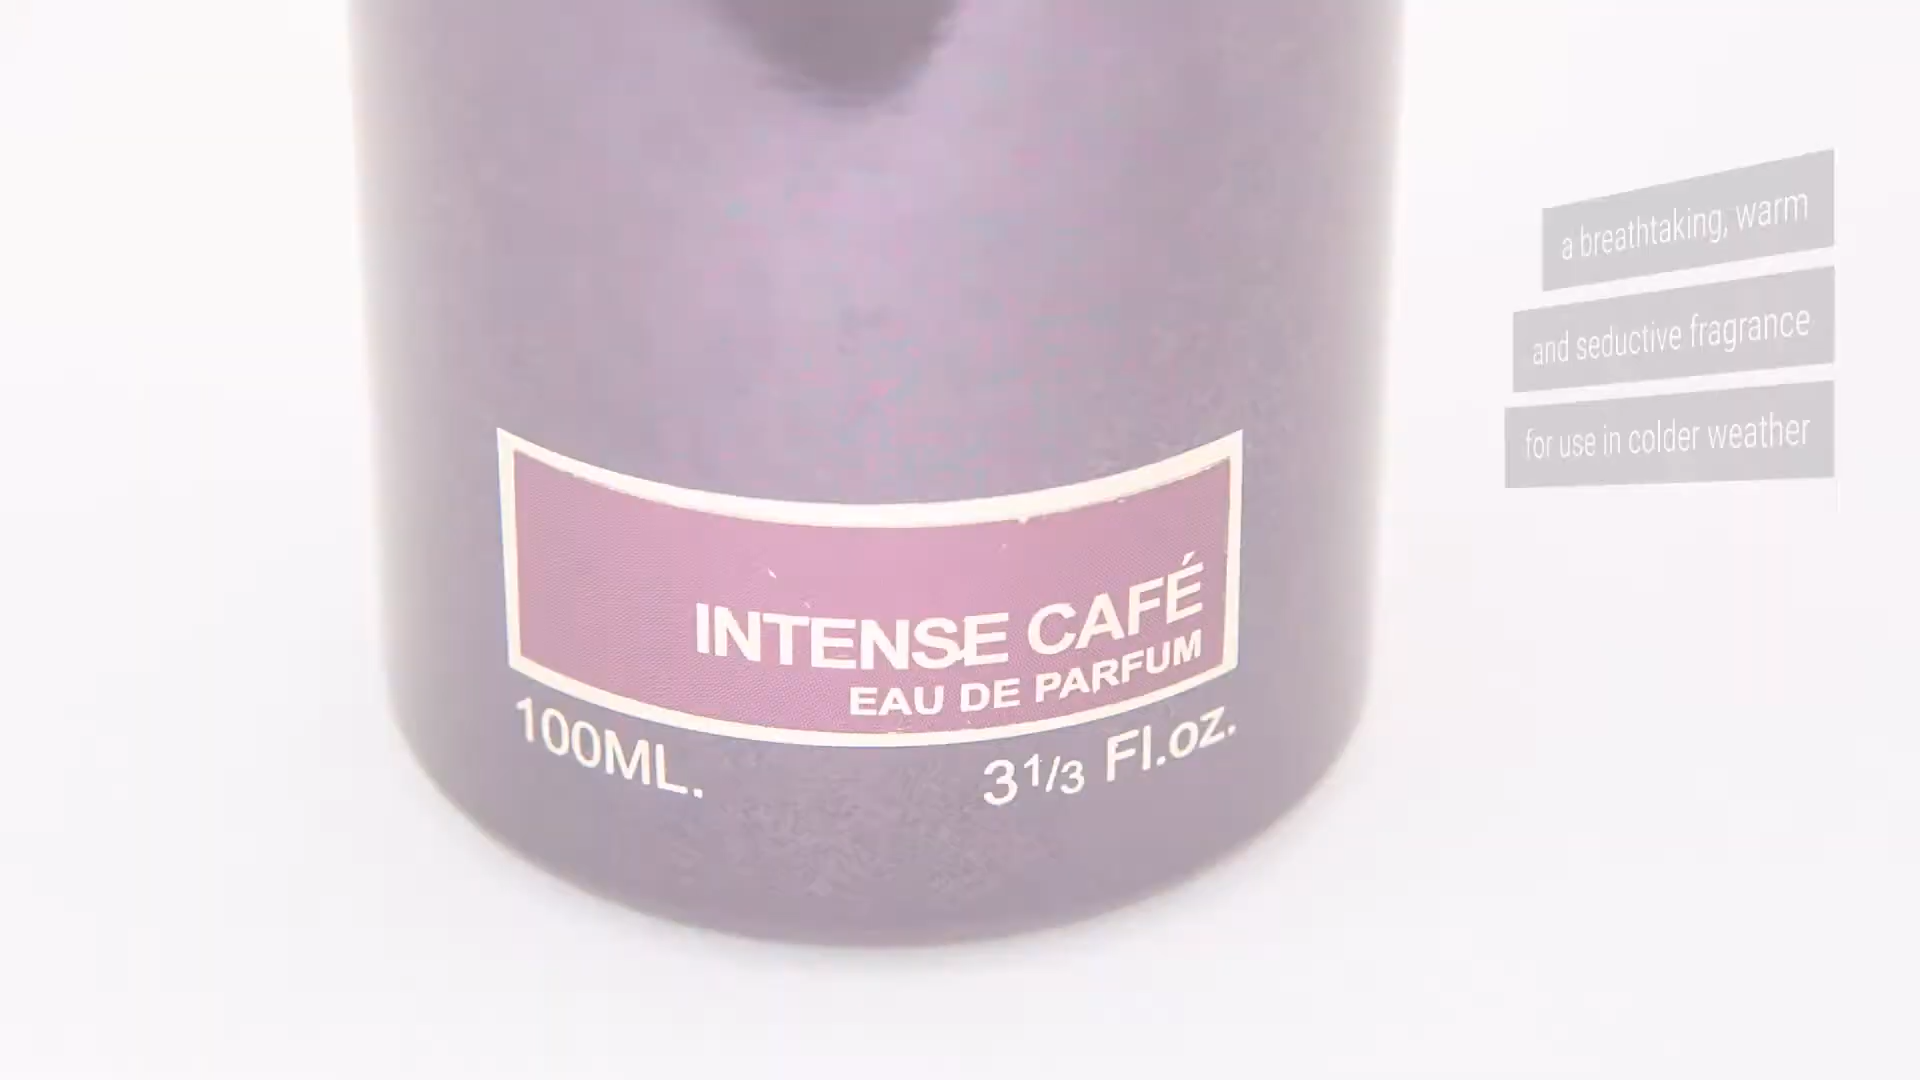 a breathtaking, warm
and seductive fragrance
for use in colder weather
INTENSE CAFÉ
EAU DE PARFUM
100ML.
3 1/3 Fl.oz.